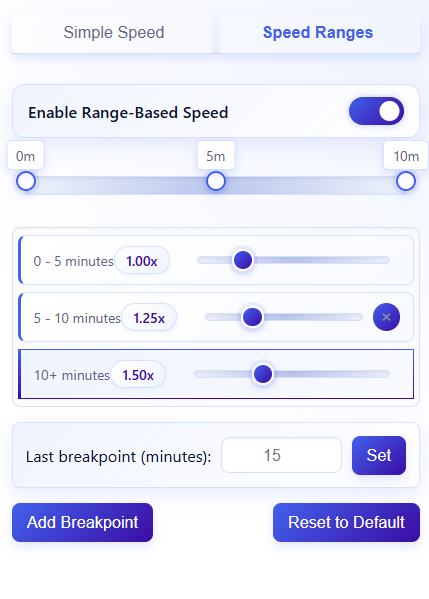 Simple Speed Speed Ranges
Enable Range-Based Speed
0m 5m 10m
0 - 5 minutes 1.00x
5 - 10 minutes 1.25x ×
10+ minutes 1.50x
Last breakpoint (minutes): 15 Set
Add Breakpoint Reset to Default